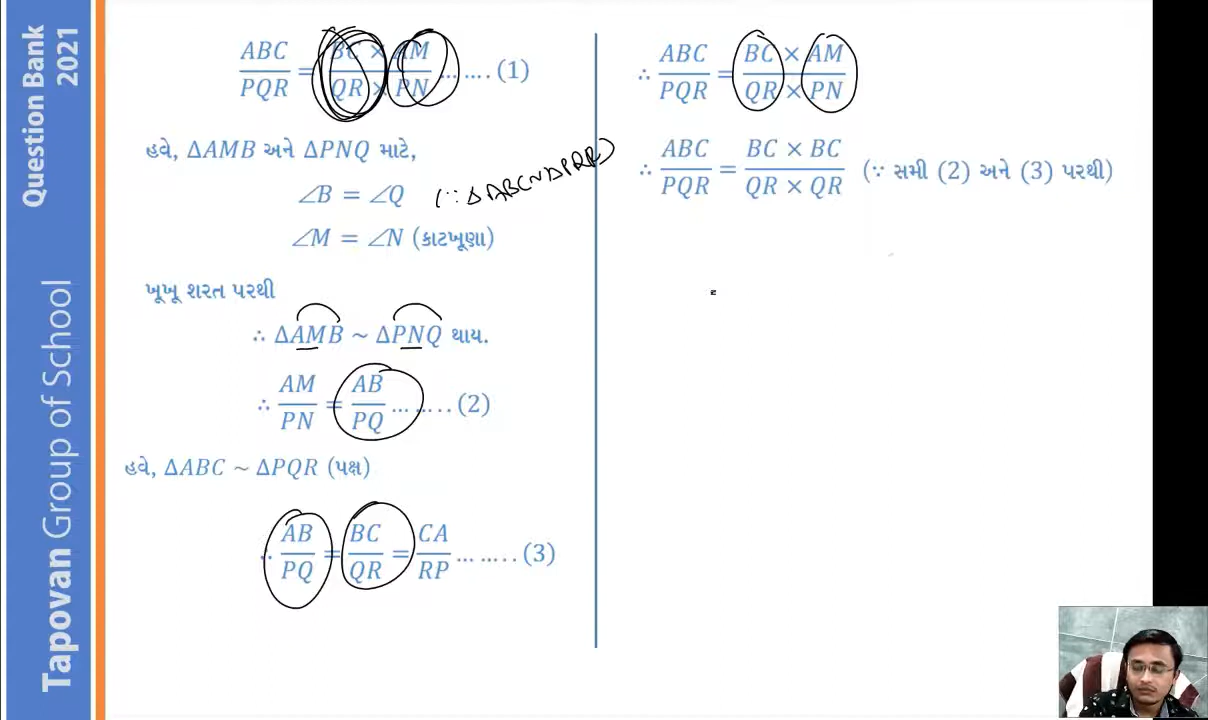 Question Bank
2021
Tapovan Group of School
ABC/PQR = BC × AM/QR × PN … … . (1)
હવે, ΔAMB અને ΔPNQ માટે,
∠B = ∠Q (∵ ΔABC~ΔPQR)
∠M = ∠N (કાટખૂણા)
ખૂખૂ શરત પરથી
∴ ΔAMB ~ ΔPNQ થાય.
∴ AM/PN = AB/PQ … … . . (2)
હવે, ΔABC ~ ΔPQR (પક્ષ)
∴ AB/PQ = BC/QR = CA/RP … … . . (3)
∴ ABC/PQR = BC × AM/QR × PN
∴ ABC/PQR = BC × BC/QR × QR (∵ સમી (2) અને (3) પરથી)